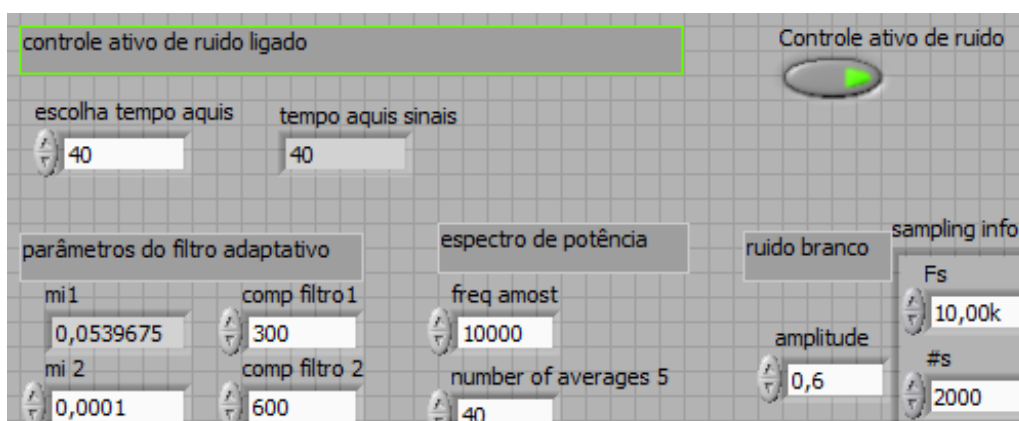 controle ativo de ruido ligado
Controle ativo de ruido
escolha tempo aquis
tempo aquis sinais
40
40
parâmetros do filtro adaptativo
espectro de potência
ruido branco
sampling info
mi1
comp filtro1
freq amost
Fs
0,0539675
300
10000
10,00k
mi 2
comp filtro 2
number of averages 5
amplitude
#s
0,0001
600
40
0,6
2000